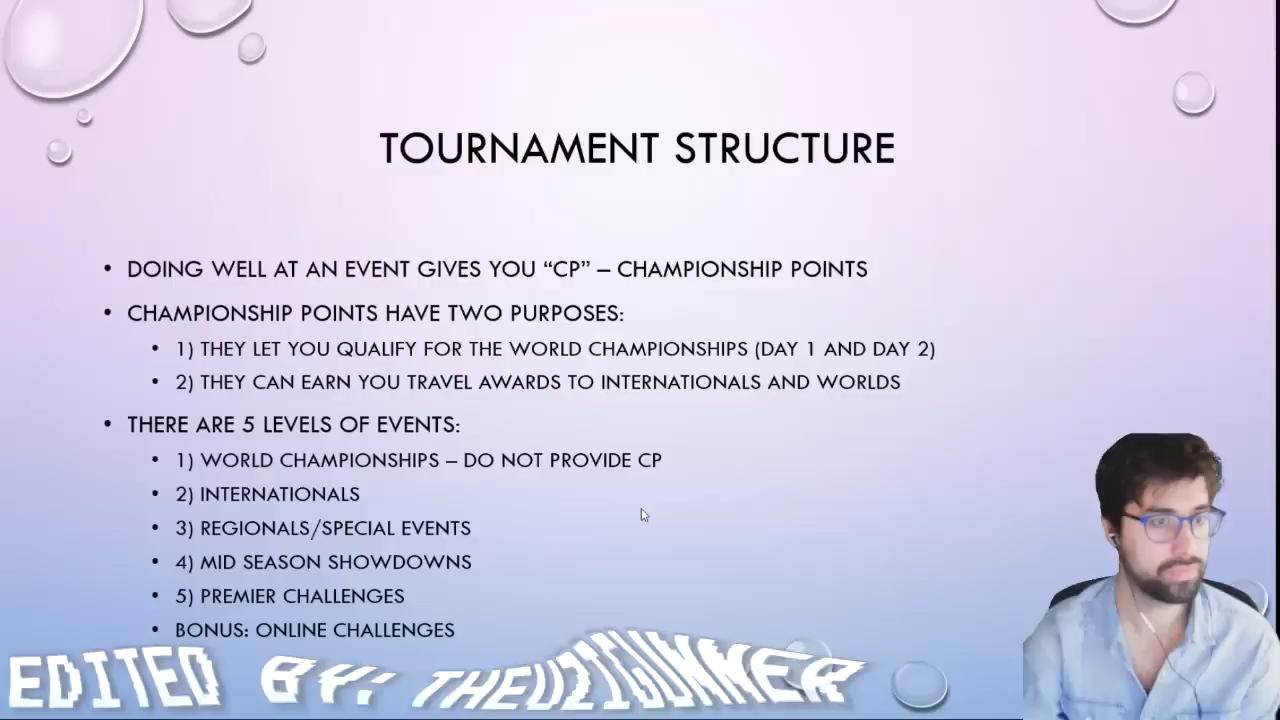 TOURNAMENT STRUCTURE
• DOING WELL AT AN EVENT GIVES YOU “CP” – CHAMPIONSHIP POINTS
• CHAMPIONSHIP POINTS HAVE TWO PURPOSES:
• 1) THEY LET YOU QUALIFY FOR THE WORLD CHAMPIONSHIPS (DAY 1 AND DAY 2)
• 2) THEY CAN EARN YOU TRAVEL AWARDS TO INTERNATIONALS AND WORLDS
• THERE ARE 5 LEVELS OF EVENTS:
• 1) WORLD CHAMPIONSHIPS – DO NOT PROVIDE CP
• 2) INTERNATIONALS
• 3) REGIONALS/SPECIAL EVENTS
• 4) MID SEASON SHOWDOWNS
• 5) PREMIER CHALLENGES
• BONUS: ONLINE CHALLENGES
EDITED BY: THEUZIGUNNER